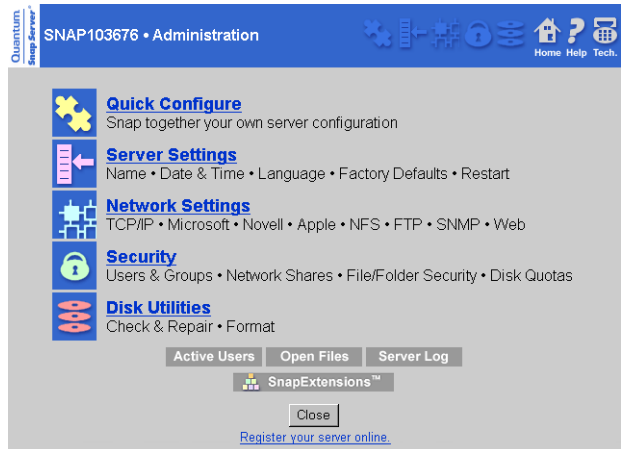 Quantum
Snap Server®
SNAP103676 • Administration
Home Help Tech.
Quick Configure
Snap together your own server configuration
Server Settings
Name • Date & Time • Language • Factory Defaults • Restart
Network Settings
TCP/IP • Microsoft • Novell • Apple • NFS • FTP • SNMP • Web
Security
Users & Groups • Network Shares • File/Folder Security • Disk Quotas
Disk Utilities
Check & Repair • Format
Active Users Open Files Server Log
SnapExtensions™
Close
Register your server online.